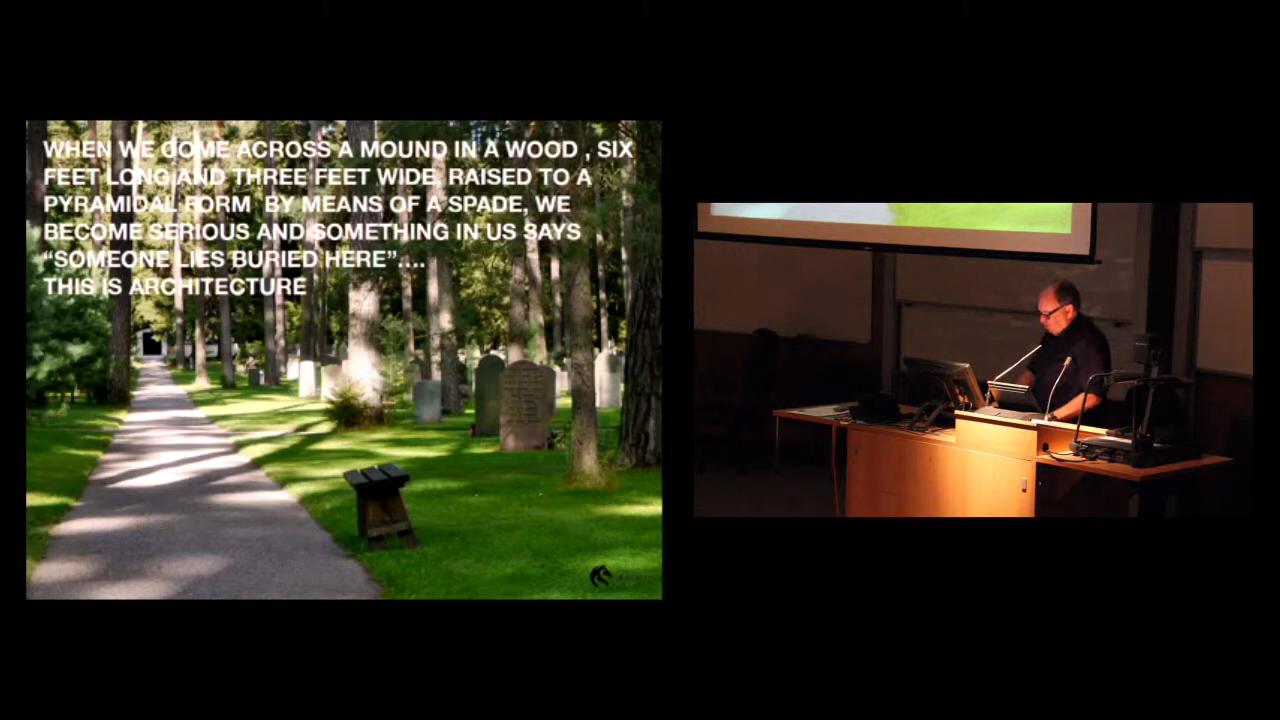 WHEN WE COME ACROSS A MOUND IN A WOOD , SIX
FEET LONG AND THREE FEET WIDE, RAISED TO A
PYRAMIDAL FORM BY MEANS OF A SPADE, WE
BECOME SERIOUS AND SOMETHING IN US SAYS
“SOMEONE LIES BURIED HERE”....
THIS IS ARCHITECTURE